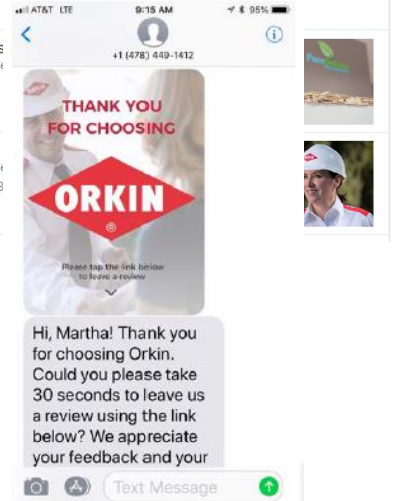 AT&T LTE
9:15 AM
95%
+1 (478) 449-1412
THANK YOU
FOR CHOOSING
ORKIN
®
Please tap the link below
to leave a review
Hi, Martha! Thank you
for choosing Orkin.
Could you please take
30 seconds to leave us
a review using the link
below? We appreciate
your feedback and your
Text Message